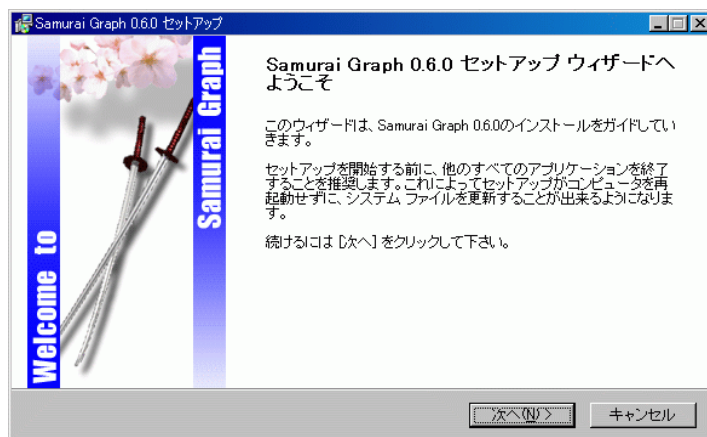 Samurai Graph 0.6.0 セットアップ
Welcome to
Samurai Graph
Samurai Graph 0.6.0 セットアップ ウィザードへ
ようこそ
このウィザードは、Samurai Graph 0.6.0のインストールをガイドしてい
きます。
セットアップを開始する前に、他のすべてのアプリケーションを終了
することを推奨します。これによってセットアップがコンピュータを再
起動せずに、システム ファイルを更新することが出来るようになりま
す。
続けるには [次へ] をクリックして下さい。
次へ(N) >
キャンセル